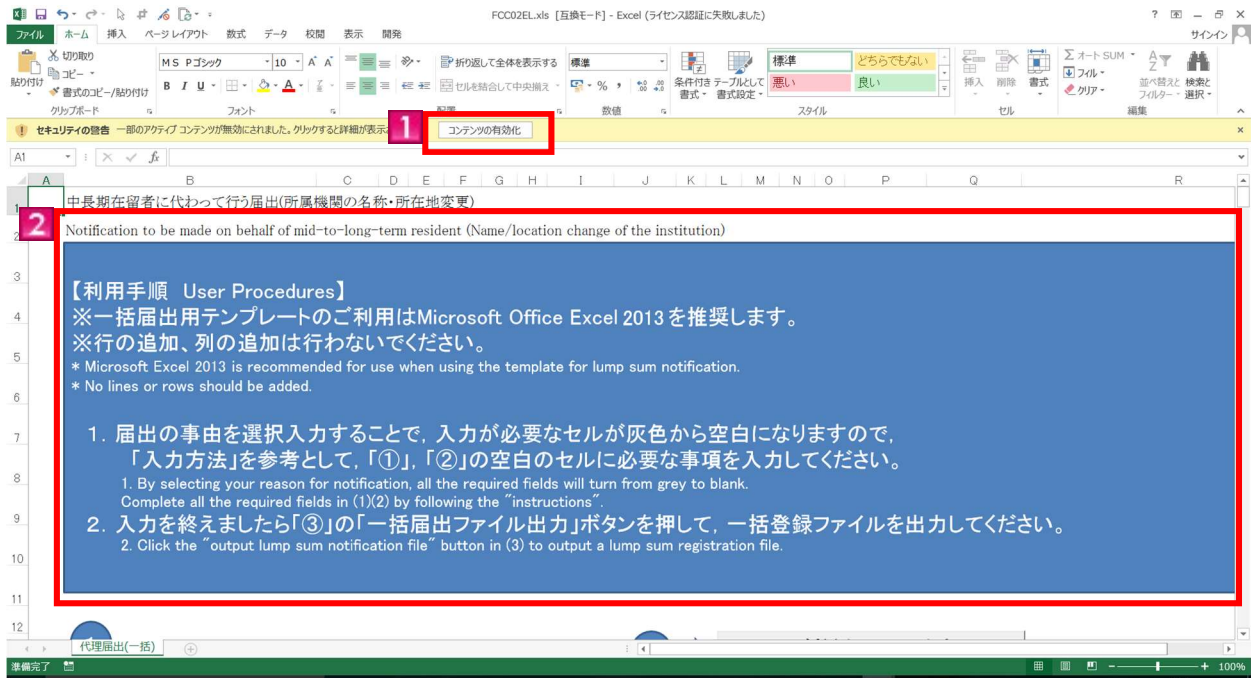 FCC02EL.xls [互換モード] - Excel (ライセンス認証に失敗しました)
ファイル ホーム 挿入 ページ レイアウト 数式 データ 校閲 表示 開発 サインイン
切り取り
コピー
書式のコピー/貼り付け
貼り付け
クリップボード
ＭＳ Ｐゴシック 10
B I U
フォント
折り返して全体を表示する
セルを結合して中央揃え
配置
標準
%
数値
条件付き書式
テーブルとして書式設定
標準 どちらでもない
悪い 良い
スタイル
挿入 削除 書式
セル
Σ オート SUM
フィル
クリア
並べ替えとフィルター
検索と選択
編集
セキュリティの警告 一部のアクティブ コンテンツが無効にされました。クリックすると詳細が表示
1
コンテンツの有効化
A1
fx
A B C D E F G H I J K L M N O P Q R
1 中長期在留者に代わって行う届出(所属機関の名称・所在地変更)
2
2 Notification to be made on behalf of mid-to-long-term resident (Name/location change of the institution)
3
【利用手順 User Procedures】
4 ※一括届出用テンプレートのご利用はMicrosoft Office Excel 2013を推奨します。
※行の追加、列の追加は行わないでください。
5 * Microsoft Excel 2013 is recommended for use when using the template for lump sum notification.
* No lines or rows should be added.
6
7 1. 届出の事由を選択入力することで, 入力が必要なセルが灰色から空白になりますので,
「入力方法」を参考として,「①」,「②」の空白のセルに必要な事項を入力してください。
8 1. By selecting your reason for notification, all the required fields will turn from grey to blank.
Complete all the required fields in (1)(2) by following the "instructions".
9 2. 入力を終えましたら「③」の「一括届出ファイル出力」ボタンを押して, 一括登録ファイルを出力してください。
2. Click the "output lump sum notification file" button in (3) to output a lump sum registration file.
10
11
12
代理届出(一括)
準備完了
100%